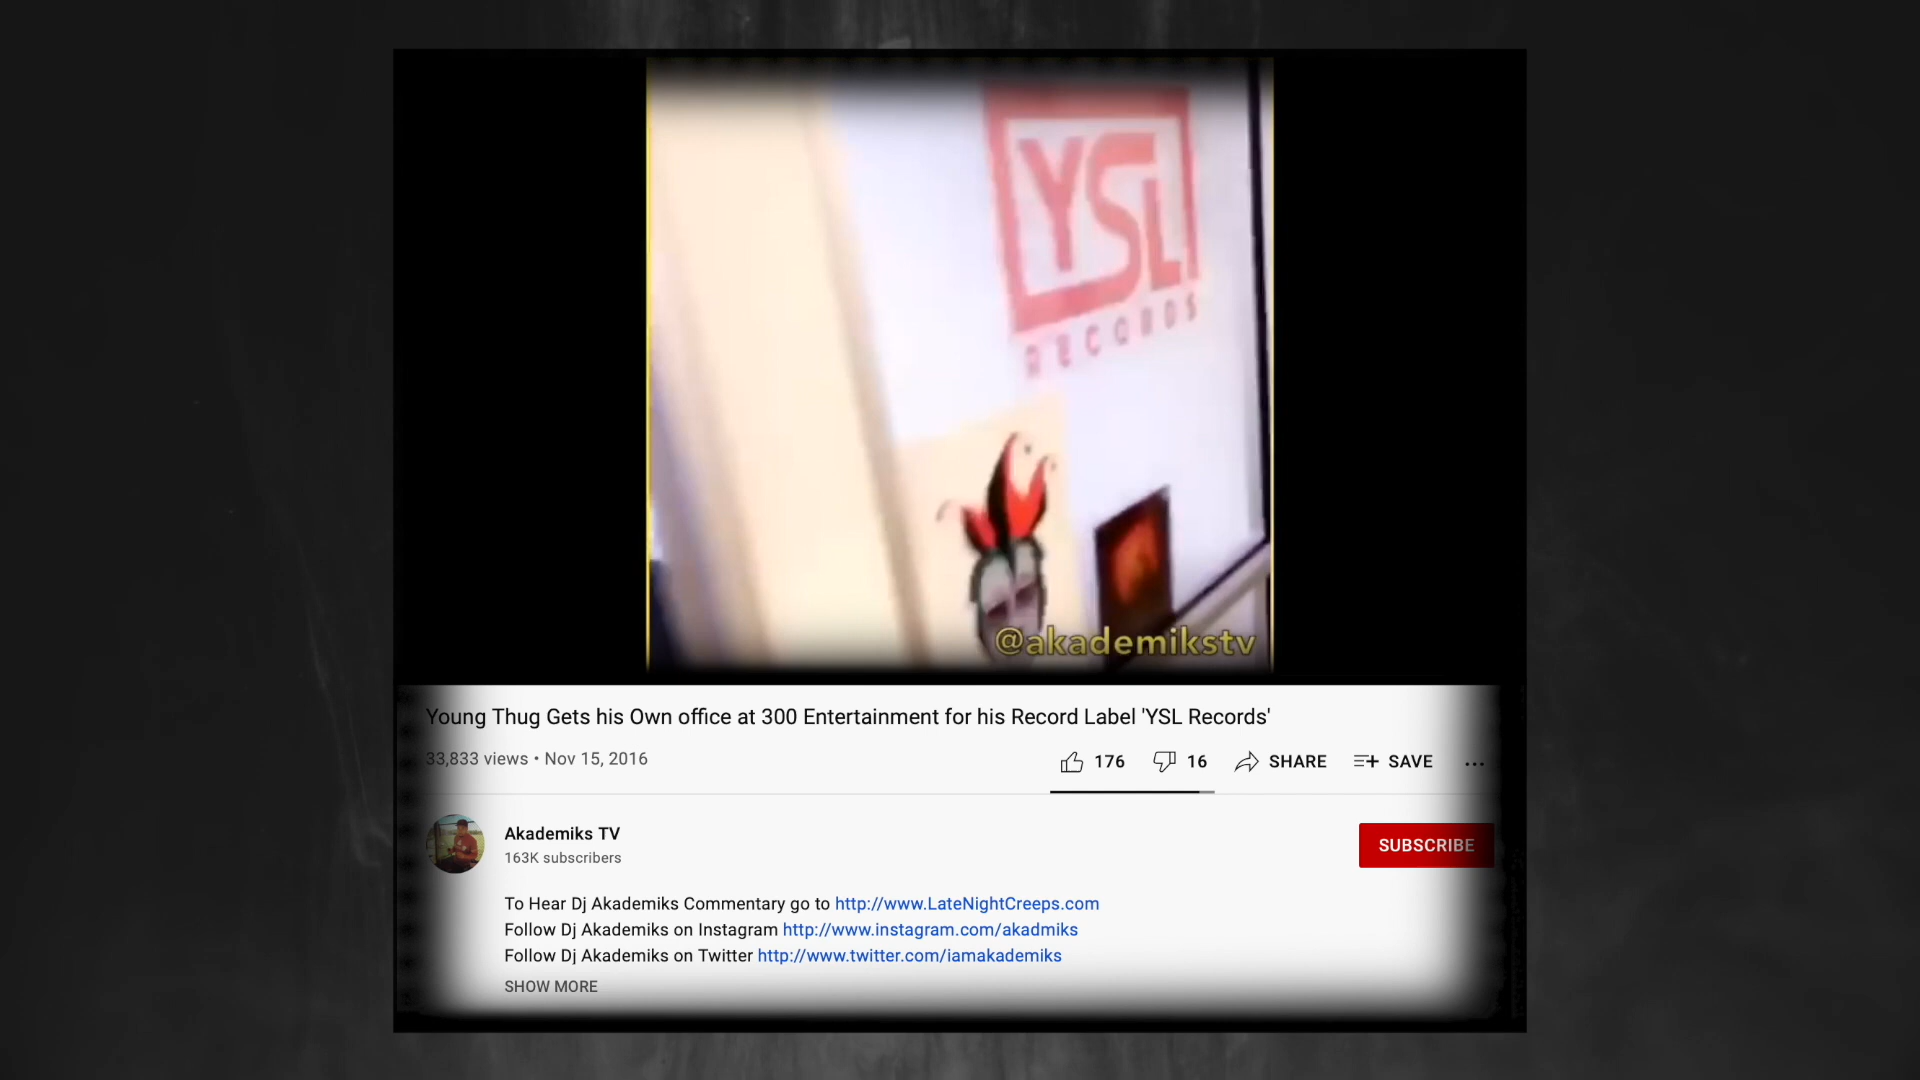 YSL
RECORDS
@akademikstv
Young Thug Gets his Own office at 300 Entertainment for his Record Label 'YSL Records'
33,833 views • Nov 15, 2016
176 16 SHARE SAVE ...
Akademiks TV
163K subscribers
SUBSCRIBE
To Hear Dj Akademiks Commentary go to http://www.LateNightCreeps.com
Follow Dj Akademiks on Instagram http://www.instagram.com/akadmiks
Follow Dj Akademiks on Twitter http://www.twitter.com/iamakademiks
SHOW MORE